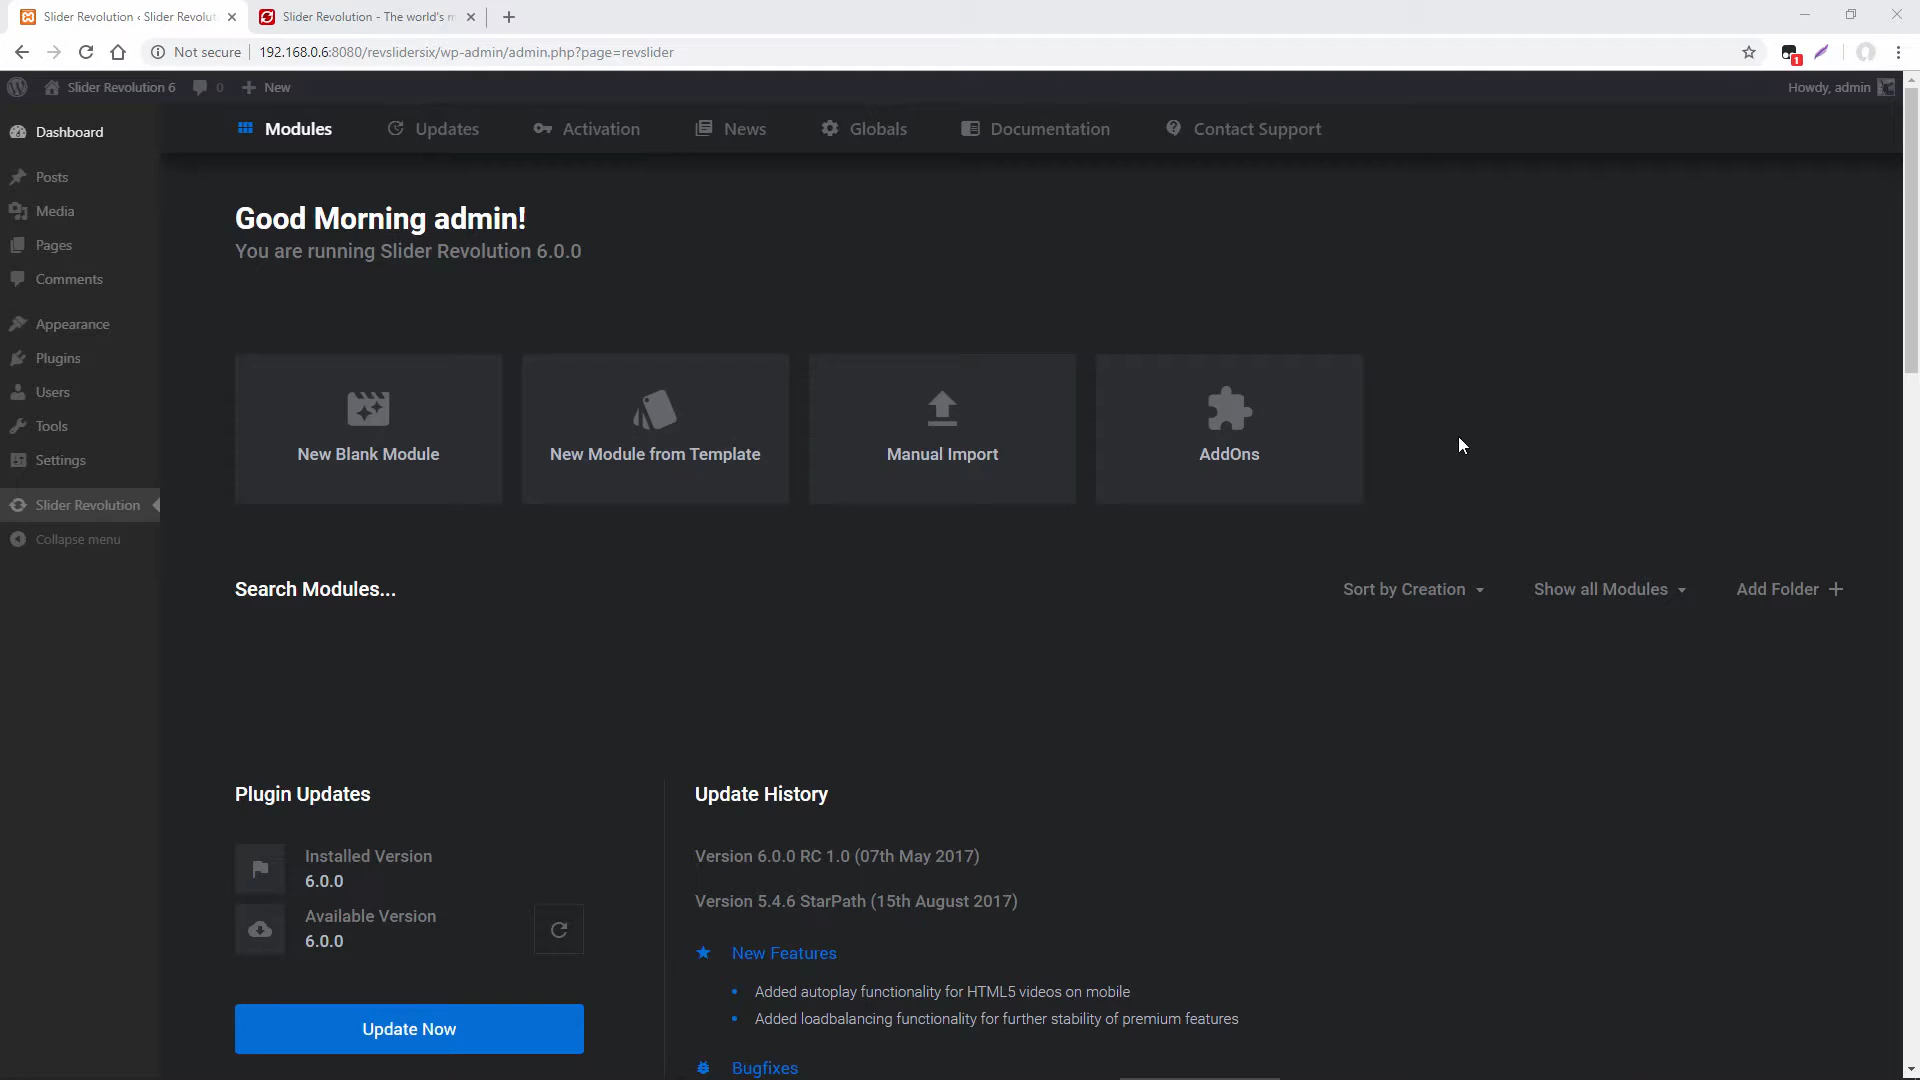 Slider Revolution ‹ Slider Revolut
Slider Revolution - The world's m
Not secure
192.168.0.6:8080/revslidersix/wp-admin/admin.php?page=revslider
1
Slider Revolution 6
0
New
Howdy, admin
Dashboard
Posts
Media
Pages
Comments
Appearance
Plugins
Users
Tools
Settings
Slider Revolution
Collapse menu
Modules
Updates
Activation
News
Globals
Documentation
Contact Support
Good Morning admin!
You are running Slider Revolution 6.0.0
New Blank Module
New Module from Template
Manual Import
AddOns
Search Modules...
Sort by Creation
Show all Modules
Add Folder
Plugin Updates
Installed Version
6.0.0
Available Version
6.0.0
Update Now
Update History
Version 6.0.0 RC 1.0 (07th May 2017)
Version 5.4.6 StarPath (15th August 2017)
New Features
Added autoplay functionality for HTML5 videos on mobile
Added loadbalancing functionality for further stability of premium features
Bugfixes